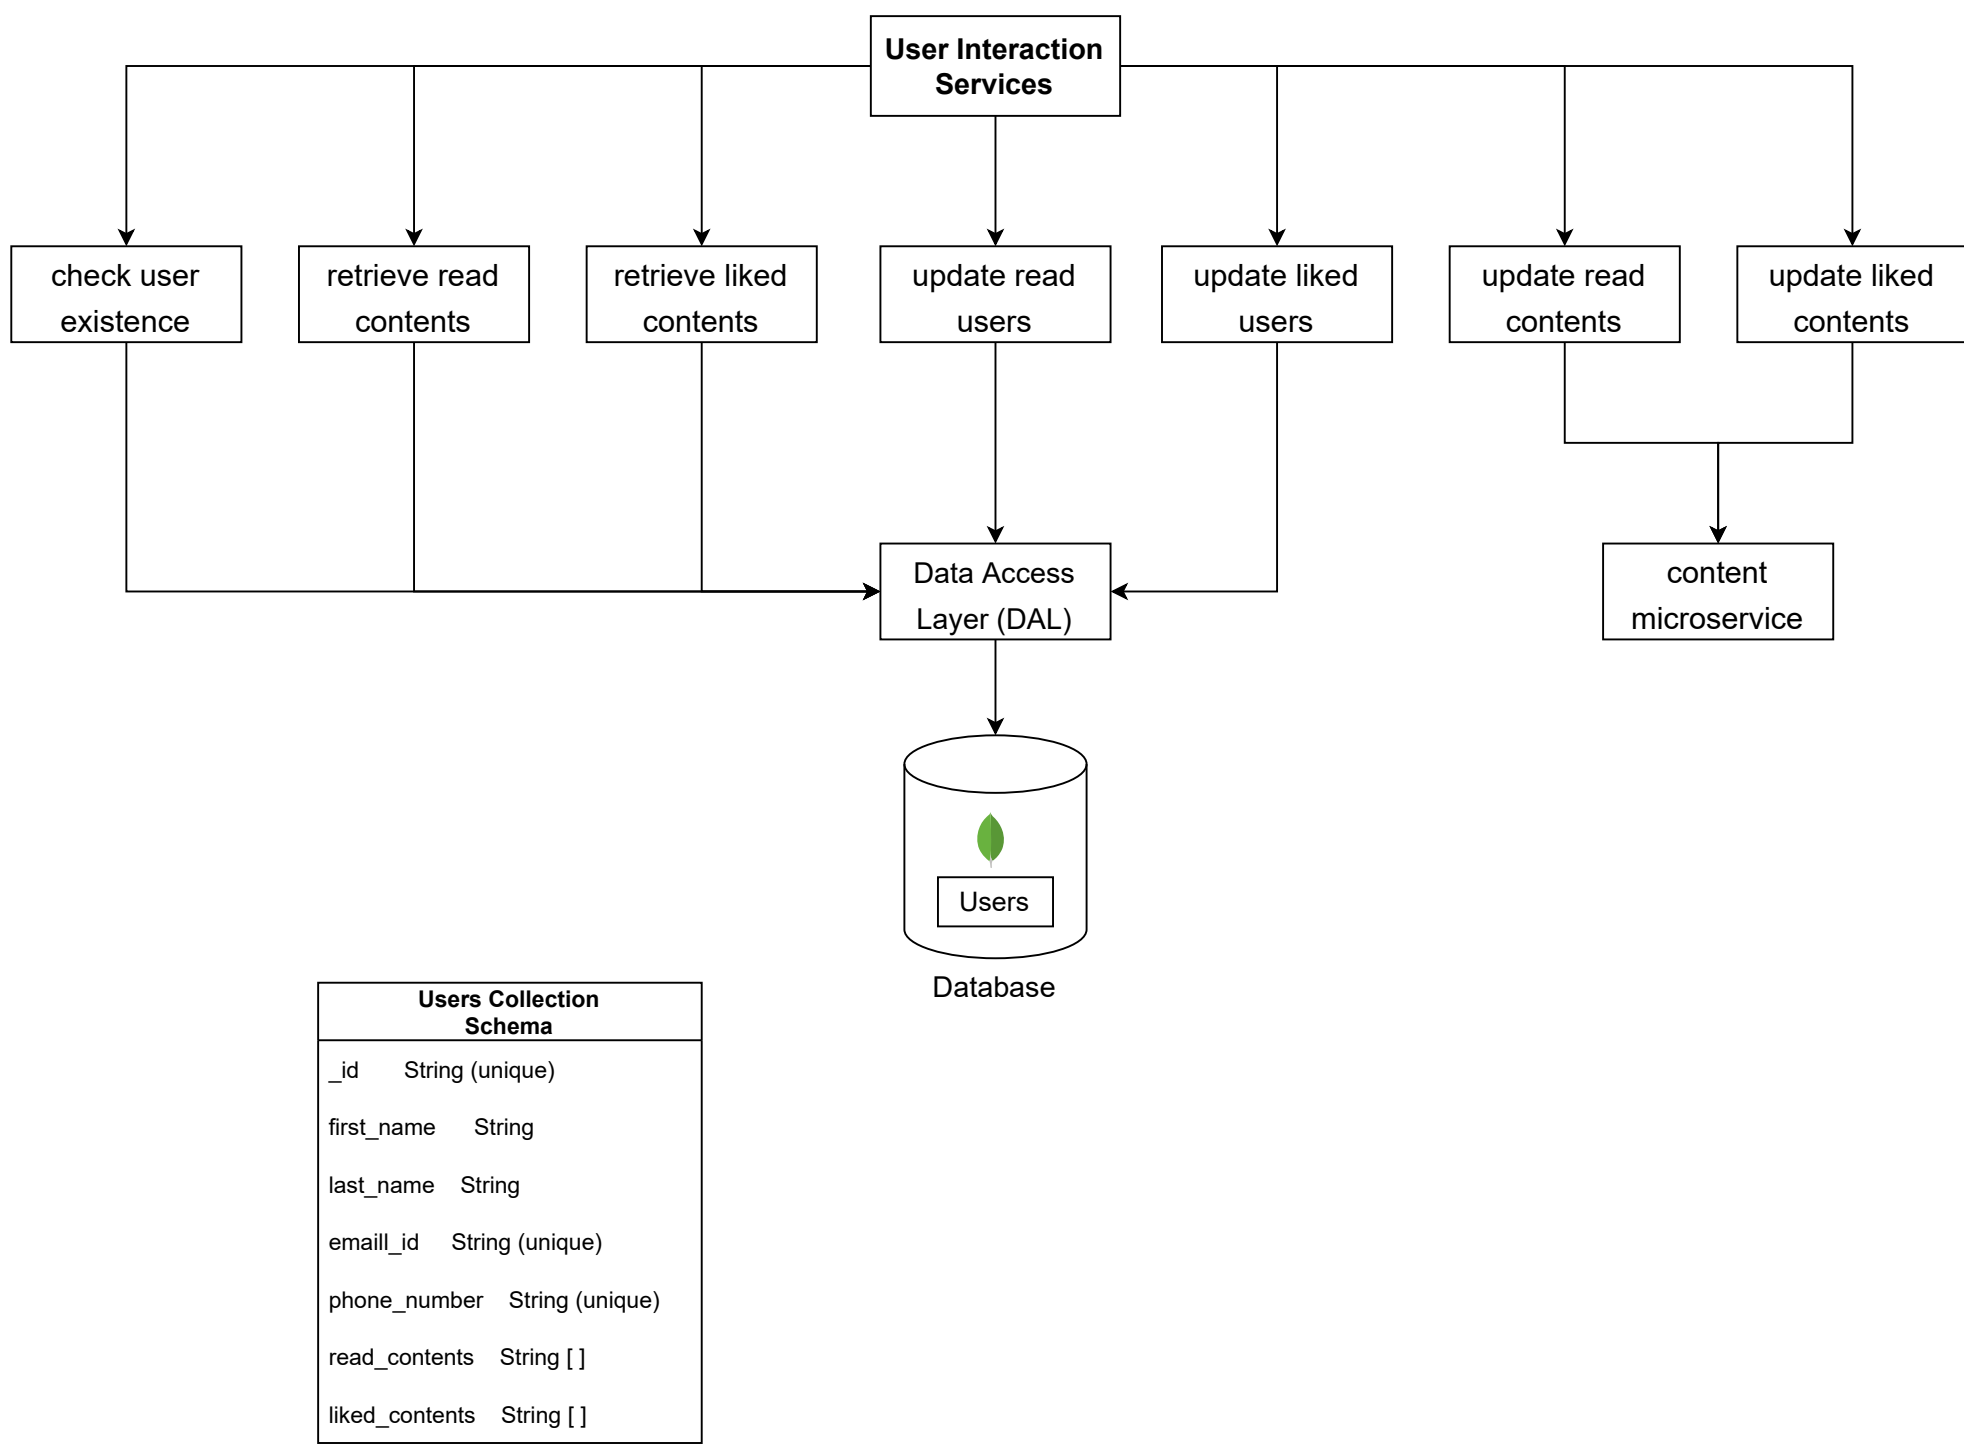 User Interaction
Services
check user
existence
retrieve read
contents
retrieve liked
contents
update read
users
update liked
users
update read
contents
update liked
contents
Data Access
Layer (DAL)
content
microservice
Users
Database
Users Collection
Schema
_id String (unique)
first_name String
last_name String
emaill_id String (unique)
phone_number String (unique)
read_contents String [ ]
liked_contents String [ ]